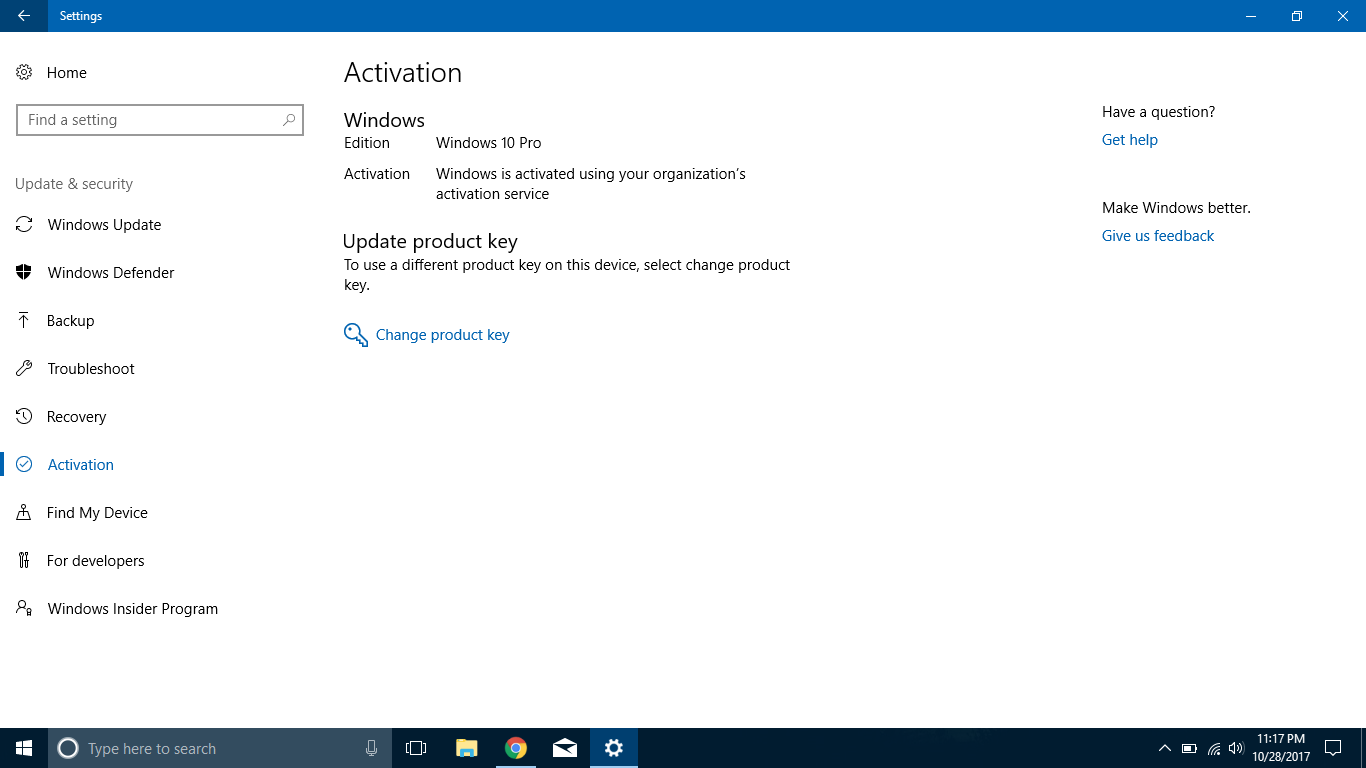 Settings
Home
Find a setting
Update & security
Windows Update
Windows Defender
Backup
Troubleshoot
Recovery
Activation
Find My Device
For developers
Windows Insider Program
Activation
Windows
Edition Windows 10 Pro
Activation Windows is activated using your organization's
activation service
Update product key
To use a different product key on this device, select change product
key.
Change product key
Have a question?
Get help
Make Windows better.
Give us feedback
Type here to search
11:17 PM
10/28/2017